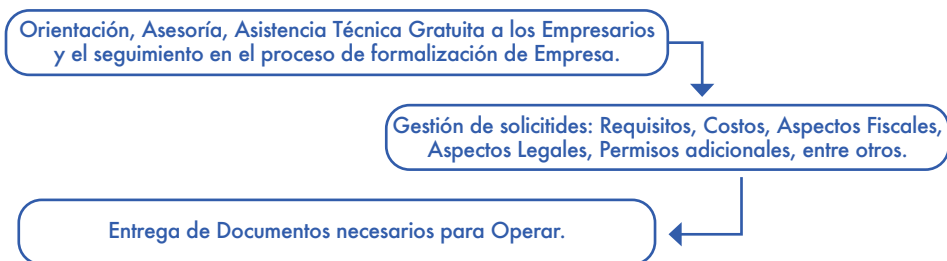 Orientación, Asesoría, Asistencia Técnica Gratuita a los Empresarios
y el seguimiento en el proceso de formalización de Empresa.
Gestión de solicitides: Requisitos, Costos, Aspectos Fiscales,
Aspectos Legales, Permisos adicionales, entre otros.
Entrega de Documentos necesarios para Operar.